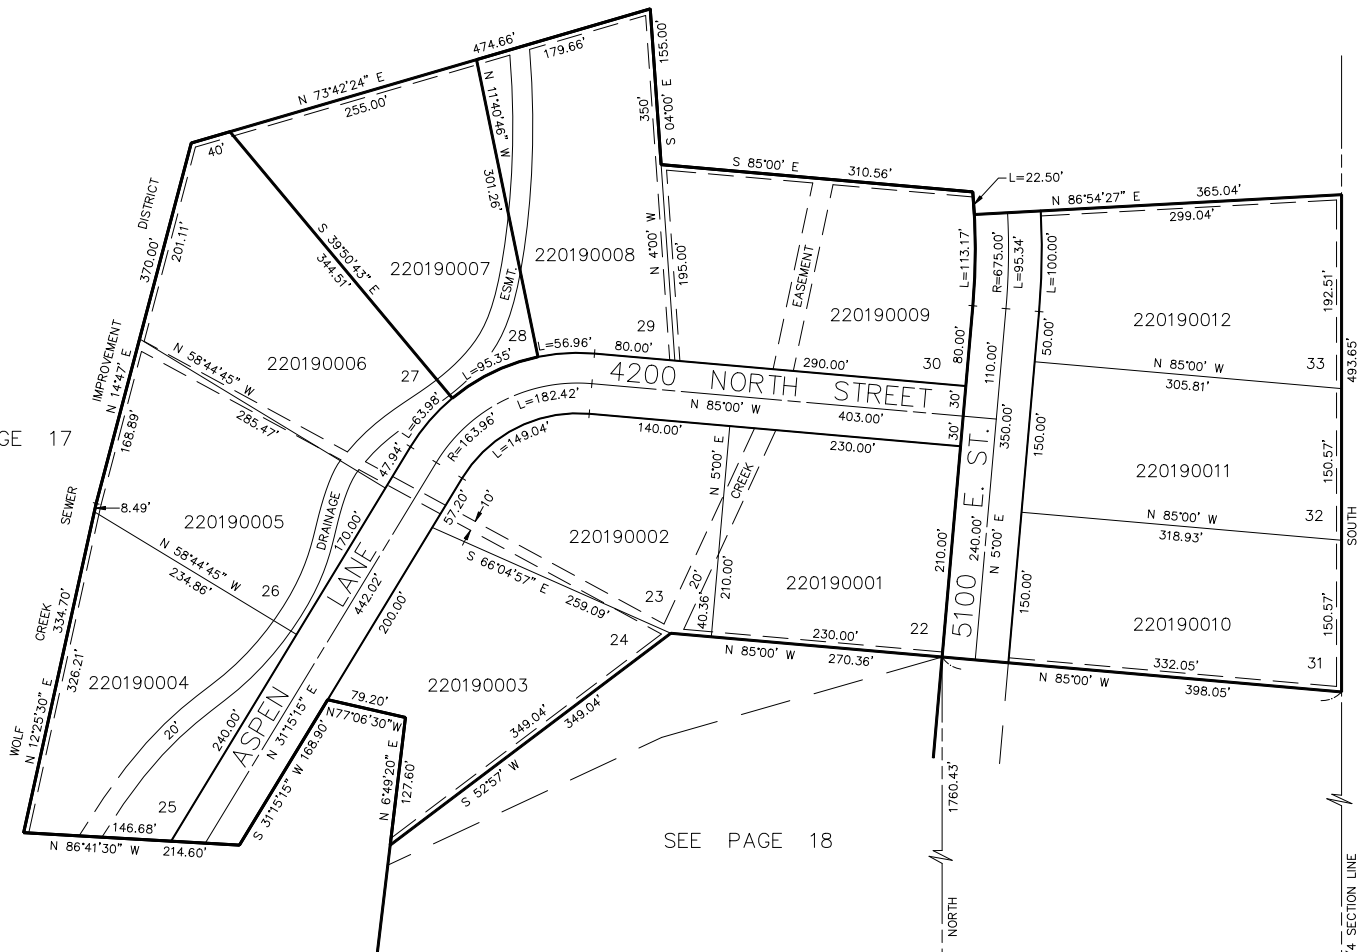 474.66'
179.66'
155.00'
S 04°00' E
N 73°42'24" E
255.00'
N 11°40'46" W
301.26'
350'
40'
S 85°00' E
310.56'
L=22.50'
N 86°54'27" E
365.04'
299.04'
DISTRICT
370.00'
201.11'
S 39°50'43" E
344.51'
220190007
220190008
ESMT.
N 4°00' W
195.00'
EASEMENT
L=113.17'
R=675.00'
L=95.34'
L=100.00'
192.51'
493.65'
220190009
220190012
IMPROVEMENT
N 14°47' E
168.89'
N 58°44'45" W
285.47'
220190006
27
28
29
L=95.35'
L=56.96'
80.00'
290.00'
30
80.00'
110.00'
50.00'
N 85°00' W
305.81'
33
4200 NORTH STREET
L=182.42'
N 85°00' W
403.00'
30'
30'
L=63.98'
R=163.96'
L=149.04'
140.00'
230.00'
350.00'
150.00'
GE 17
47.94'
N 5°00' E
CREEK
220190011
150.57'
SEWER
8.49'
220190005
DRAINAGE
170.00'
57.20'
10'
220190002
210.00'
5100 E. ST.
240.00'
N 5°00' E
N 85°00' W
318.93'
32
SOUTH
N 58°44'45" W
234.86'
26
S 66°04'57" E
259.09'
23
20'
40.36'
210.00'
220190001
150.00'
CREEK
334.70'
LANE
442.02'
200.00'
24
230.00'
22
220190010
150.57'
N 85°00' W
270.36'
332.05'
31
N 85°00' W
398.05'
326.21'
220190004
220190003
WOLF
N 12°25'30" E
20'
240.00'
ASPEN
N 31°15'15" E
79.20'
N77°06'30"W
349.04'
349.04'
S 52°57' W
S 31°15'15" W 168.90'
N 6°49'20" E
127.60'
1760.43'
25
146.68'
N 86°41'30" W
214.60'
SEE PAGE 18
NORTH
4 SECTION LINE